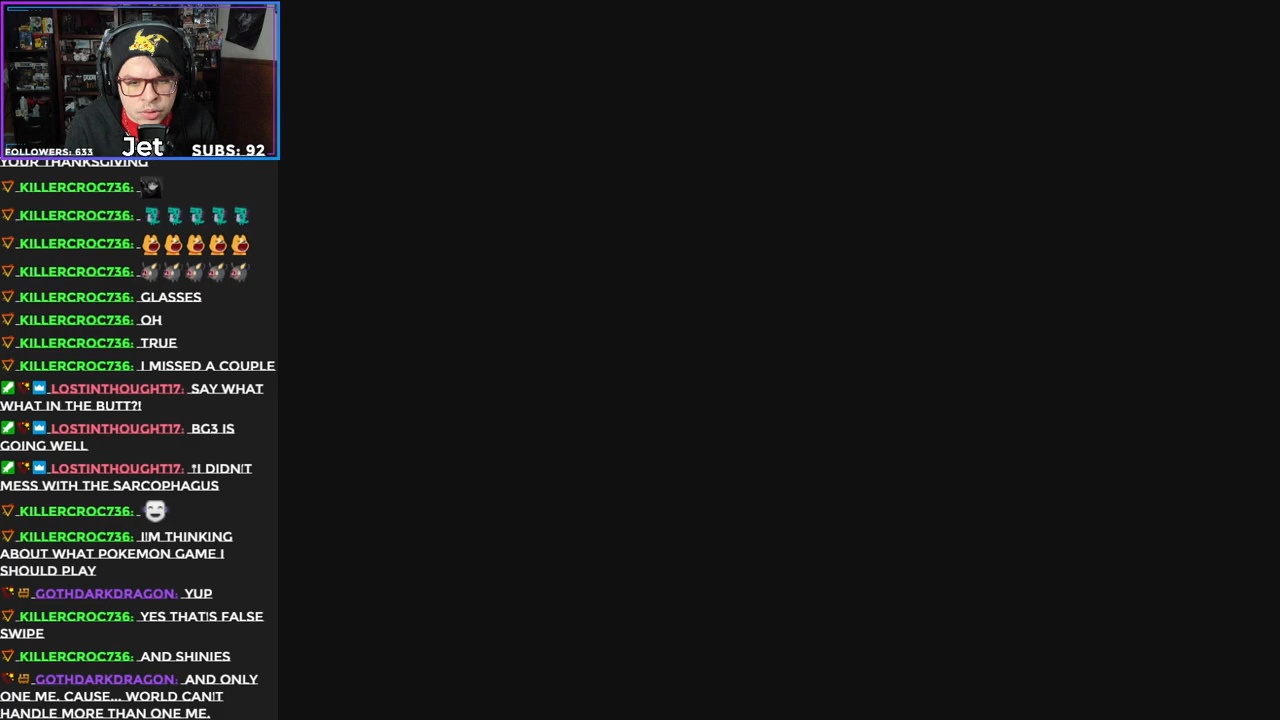 FOLLOWERS: 633
Jet
SUBS: 92
YOUR THANKSGIVING
KILLERCROC736:
KILLERCROC736:
KILLERCROC736:
KILLERCROC736:
KILLERCROC736: GLASSES
KILLERCROC736: OH
KILLERCROC736: TRUE
KILLERCROC736: I MISSED A COUPLE
LOSTINTHOUGHT17: SAY WHAT
WHAT IN THE BUTT?!
LOSTINTHOUGHT17: BG3 IS
GOING WELL
LOSTINTHOUGHT17: *I DIDN'T
MESS WITH THE SARCOPHAGUS
KILLERCROC736:
KILLERCROC736: I'M THINKING
ABOUT WHAT POKEMON GAME I
SHOULD PLAY
GOTHDARKDRAGON: YUP
KILLERCROC736: YES THAT'S FALSE
SWIPE
KILLERCROC736: AND SHINIES
GOTHDARKDRAGON: AND ONLY
ONE ME. CAUSE... WORLD CAN'T
HANDLE MORE THAN ONE ME.